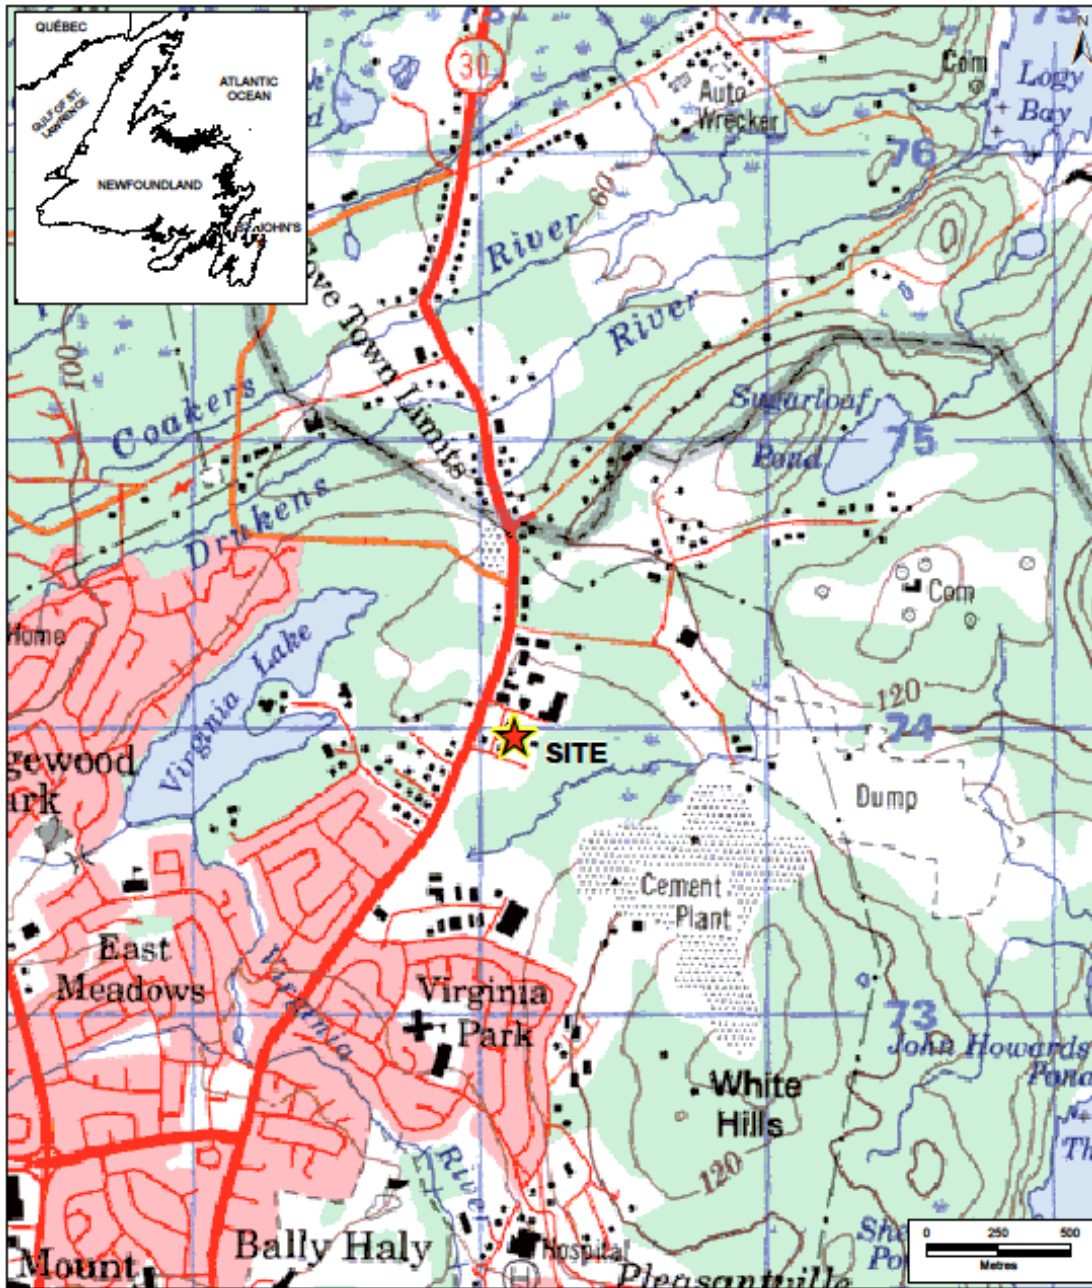 QUÉBEC
ATLANTIC
OCEAN
GULF OF ST.
LAWRENCE
NEWFOUNDLAND
ST. JOHN'S
N
30
74
Com
Logy
Bay
Auto
Wrecker
76
60
River
River
100
Cove Town Limits
Coakers
Drukens
Sugarloaf
Pond
75
Home
Virginia Lake
Com
120
74
SITE
Dump
Cement
Plant
East
Meadows
Virginia
Virginia
Park
73
John Howards
Pond
White
Hills
120
River
Bally Haly
Hospital
H
Mount
Pleasantville
0 250 500
Metres